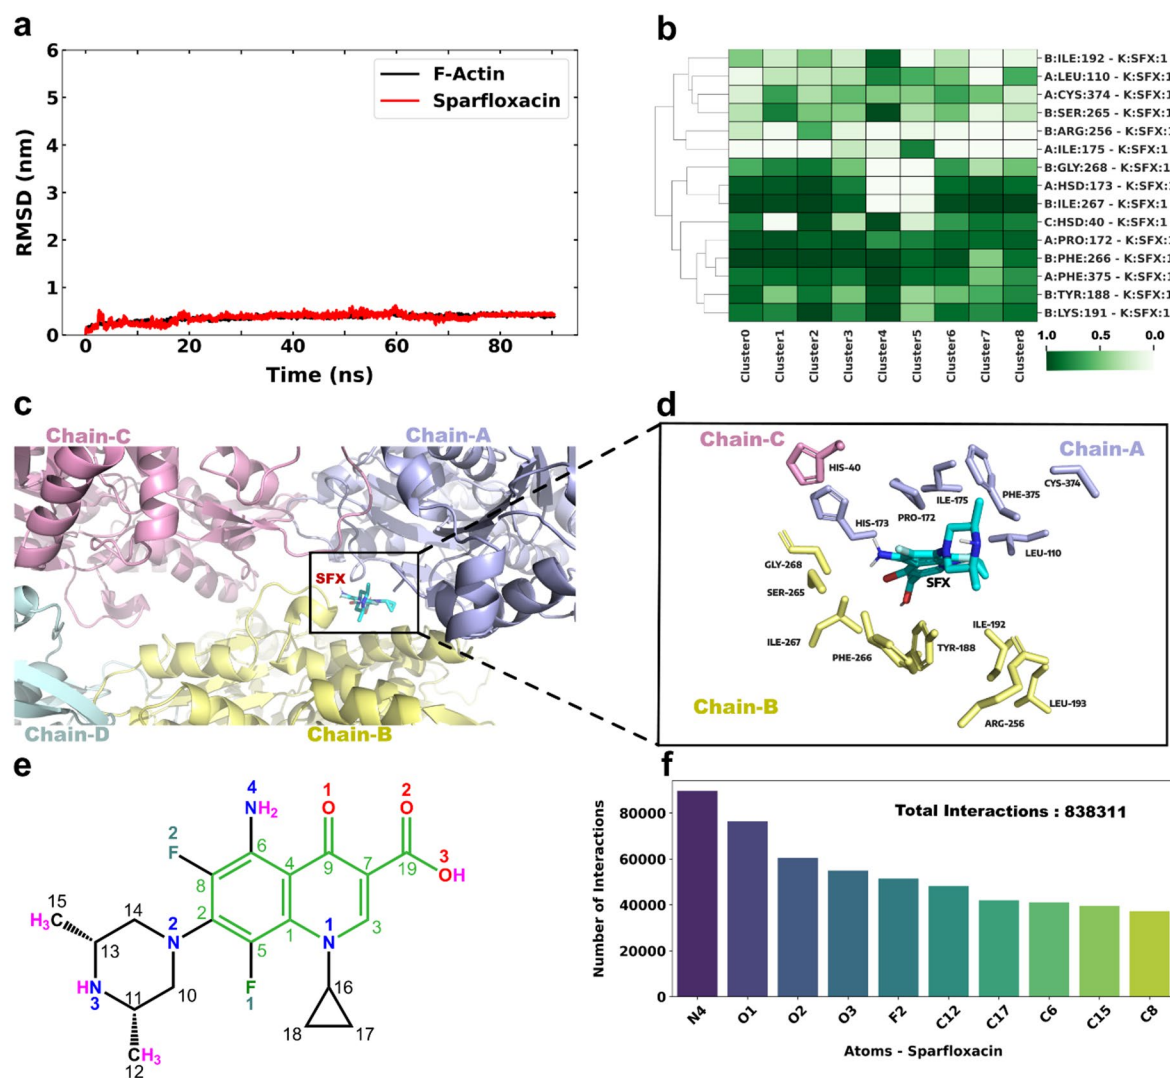 a
6
5
4
3
2
1
0
RMSD (nm)
F-Actin
Sparfloxacin
0
20
40
60
80
Time (ns)
b
B:ILE:192 - K:SFX:1
A:LEU:110 - K:SFX:1
A:CYS:374 - K:SFX:1
B:SER:265 - K:SFX:1
B:ARG:256 - K:SFX:1
A:ILE:175 - K:SFX:1
B:GLY:268 - K:SFX:1
A:HSD:173 - K:SFX:1
B:ILE:267 - K:SFX:1
C:HSD:40 - K:SFX:1
A:PRO:172 - K:SFX:1
B:PHE:266 - K:SFX:1
A:PHE:375 - K:SFX:1
B:TYR:188 - K:SFX:1
B:LYS:191 - K:SFX:1
Cluster0
Cluster1
Cluster2
Cluster3
Cluster4
Cluster5
Cluster6
Cluster7
Cluster8
1.0 0.5 0.0
c
Chain-C
Chain-A
SFX
Chain-D
Chain-B
d
Chain-C
Chain-A
HIS-40
CYS-374
ILE-175
PHE-375
PRO-172
HIS-173
LEU-110
GLY-268
SFX
SER-265
ILE-192
ILE-267
TYR-188
PHE-266
LEU-193
ARG-256
Chain-B
e
4
NH2
1
O
2
O
2
F
6
4
9
7
19
3
OH
8
15
H3C
14
2
N
2
5
1
1
N
3
13
HN
3
11
10
F
1
16
18
17
CH3
12
f
Total Interactions : 838311
80000
60000
40000
20000
0
Number of Interactions
N4
O1
O2
O3
F2
C12
C17
C6
C15
C8
Atoms - Sparfloxacin